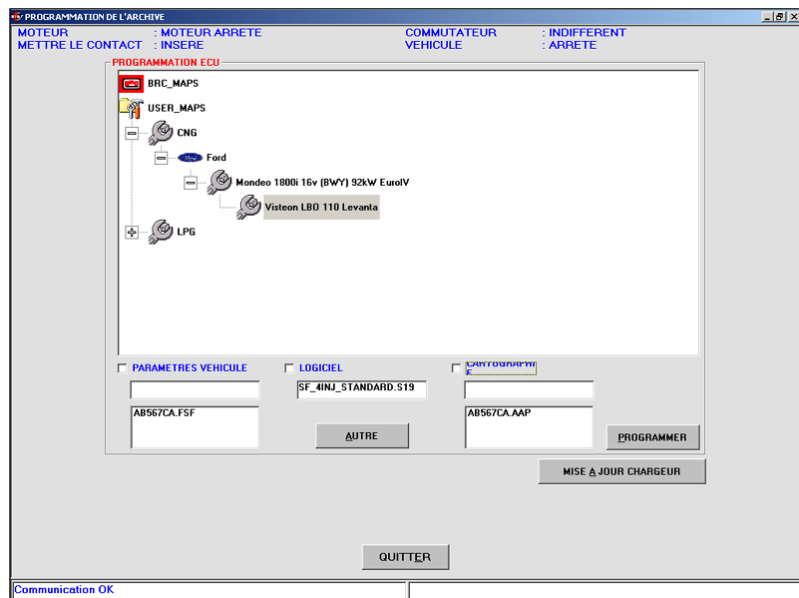 PROGRAMMATION DE L'ARCHIVE
MOTEUR : MOTEUR ARRETE COMMUTATEUR : INDIFFERENT
METTRE LE CONTACT : INSERE VEHICULE : ARRETE
PROGRAMMATION ECU
BRC_MAPS
USER_MAPS
CNG
Ford
Mondeo 1800i 16v (BWY) 92kW EuroIV
Visteon LBO 110 Levanta
LPG
PARAMETRES VEHICULE LOGICIEL CARTOGRAPHI
E
SF_4INJ_STANDARD.S19
AB567CA.FSF AB567CA.AAP
AUTRE PROGRAMMER
MISE A JOUR CHARGEUR
QUITTER
Communication OK